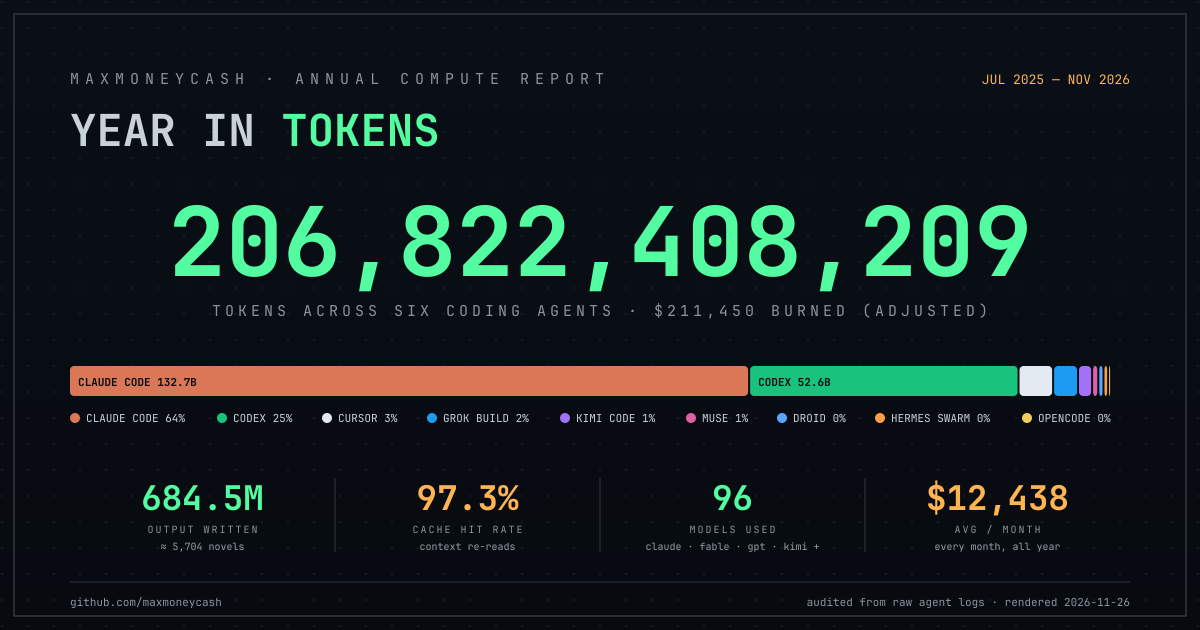 MAXMONEYCASH · ANNUAL COMPUTE REPORT
JUL 2025 — NOV 2026
YEAR IN TOKENS
206,822,408,209
TOKENS ACROSS SIX CODING AGENTS · $211,450 BURNED (ADJUSTED)
CLAUDE CODE 132.7B CODEX 52.6B
CLAUDE CODE 64% CODEX 25% CURSOR 3% GROK BUILD 2% KIMI CODE 1% MUSE 1% DROID 0% HERMES SWARM 0% OPENCODE 0%
684.5M 97.3% 96 $12,438
OUTPUT WRITTEN CACHE HIT RATE MODELS USED AVG / MONTH
≈ 5,704 novels context re-reads claude · fable · gpt · kimi + every month, all year
github.com/maxmoneycash audited from raw agent logs · rendered 2026-11-26